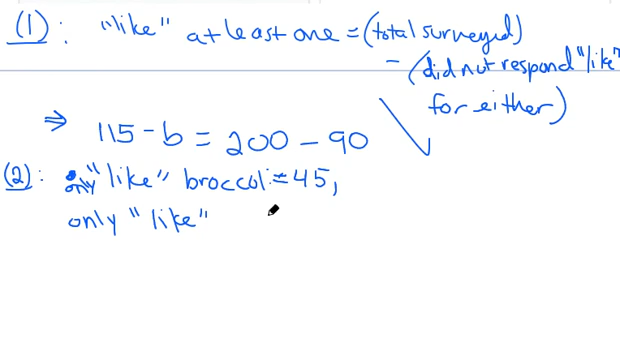 (1): "like" at least one = (total surveyed)
- (did not respond "like"
for either)
⇒ 115 - b = 200 - 90
(2): only "like" broccoli = 45,
only "like"